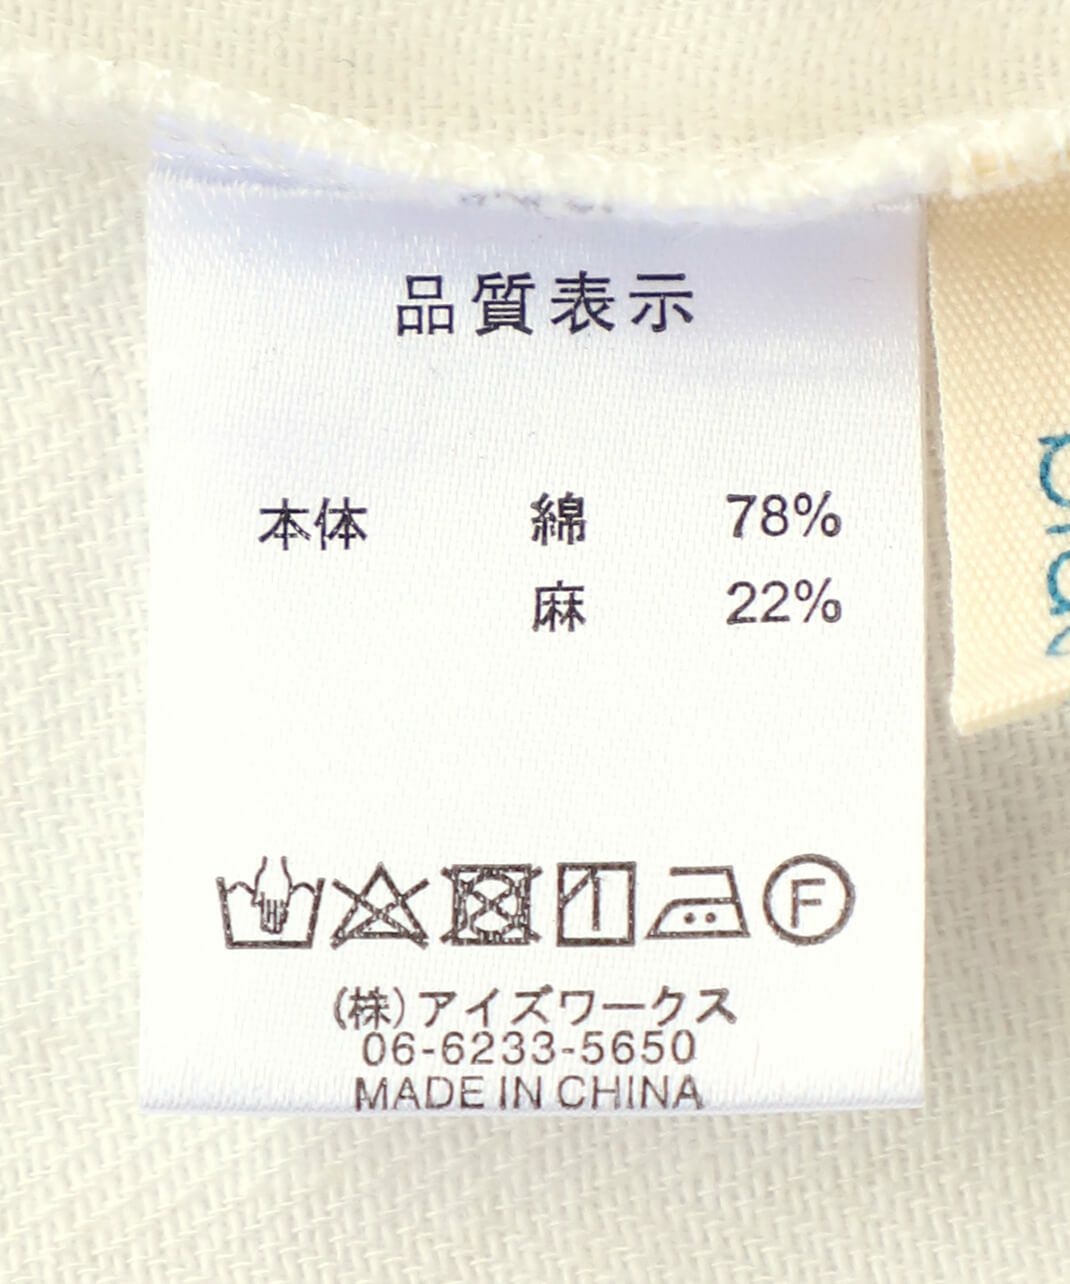 品質表示
本体 綿 78%
麻 22%
F
(株)アイズワークス
06-6233-5650
MADE IN CHINA